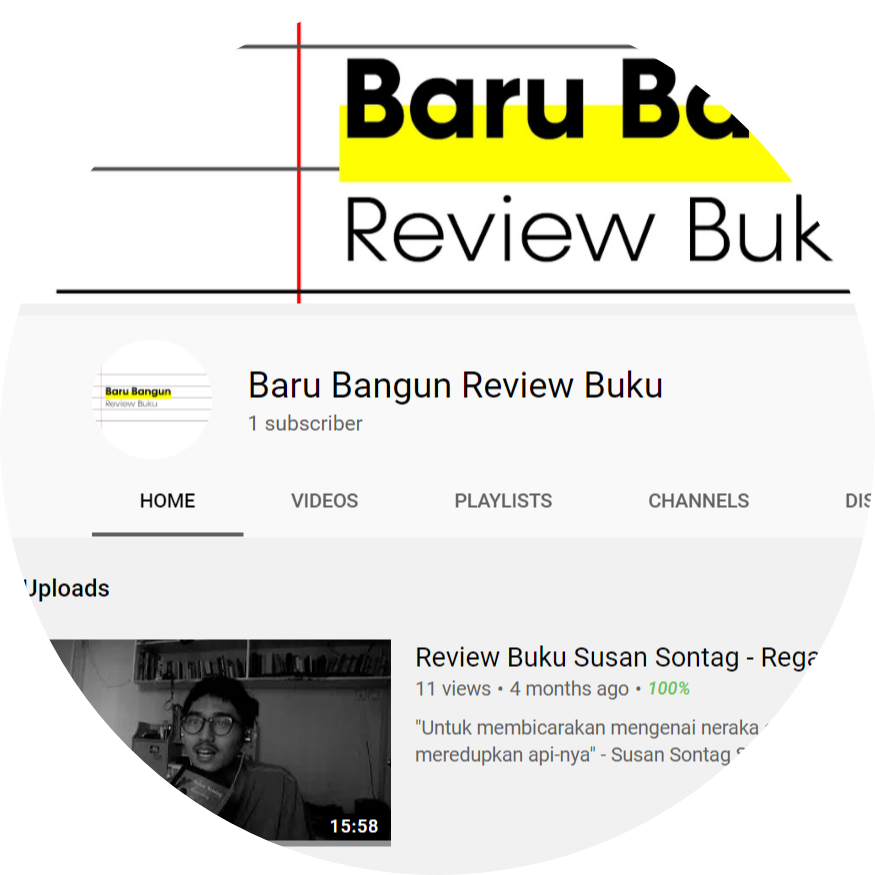 Baru Ba
Review Buk
Baru Bangun
Review Buku
Baru Bangun Review Buku
1 subscriber
HOME VIDEOS PLAYLISTS CHANNELS DIS
Uploads
Review Buku Susan Sontag - Rega
11 views • 4 months ago • 100%
"Untuk membicarakan mengenai neraka
meredupkan api-nya" - Susan Sontag S
15:58